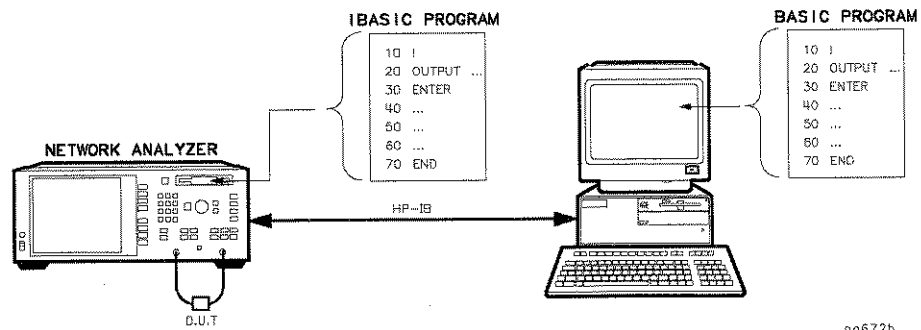 IBASIC PROGRAM
10 !
20 OUTPUT ...
30 ENTER
40 ...
50 ...
60 ...
70 END
BASIC PROGRAM
10 !
20 OUTPUT ...
30 ENTER
40 ...
50 ...
60 ...
70 END
NETWORK ANALYZER
HP-IB
D.U.T
pg672b